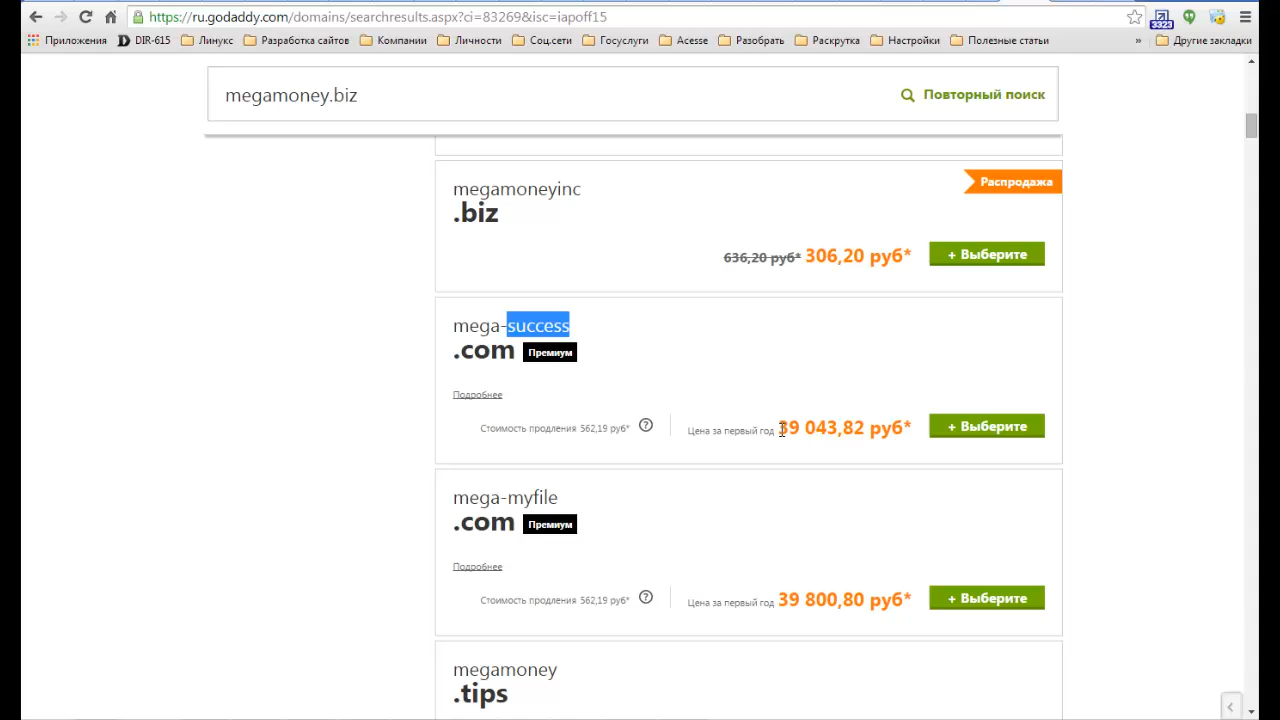 https://ru.godaddy.com/domains/searchresults.aspx?ci=83269&isc=iapoff15
3323
Приложения DIR-615 Линукс Разработка сайтов Компании Личности Соцсети Госуслуги Acesse Разобрать Раскрутка Настройки Полезные статьи » Другие закладки
megamoney.biz Повторный поиск
megamoneyinc Распродажа
.biz
636,20 руб* 306,20 руб* + Выберите
mega-success
.com Премиум
Подробнее
Стоимость продления 562,19 руб* ? Цена за первый год 39 043,82 руб* + Выберите
mega-myfile
.com Премиум
Подробнее
Стоимость продления 562,19 руб* ? Цена за первый год 39 800,80 руб* + Выберите
megamoney
.tips